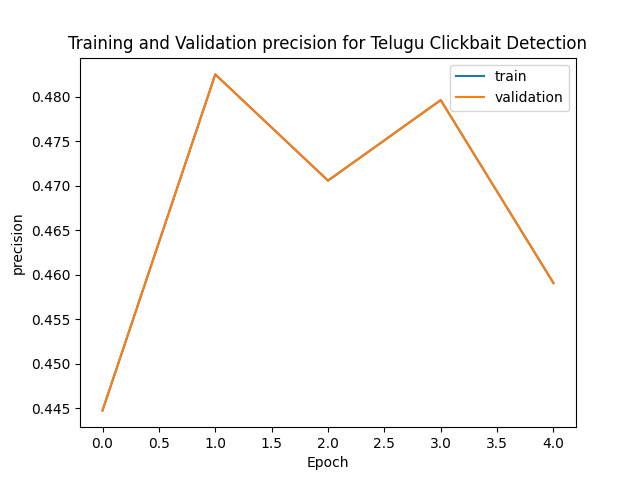 Training and Validation precision for Telugu Clickbait Detection
train
validation
0.480
0.475
0.470
0.465
0.460
0.455
0.450
0.445
precision
0.0 0.5 1.0 1.5 2.0 2.5 3.0 3.5 4.0
Epoch